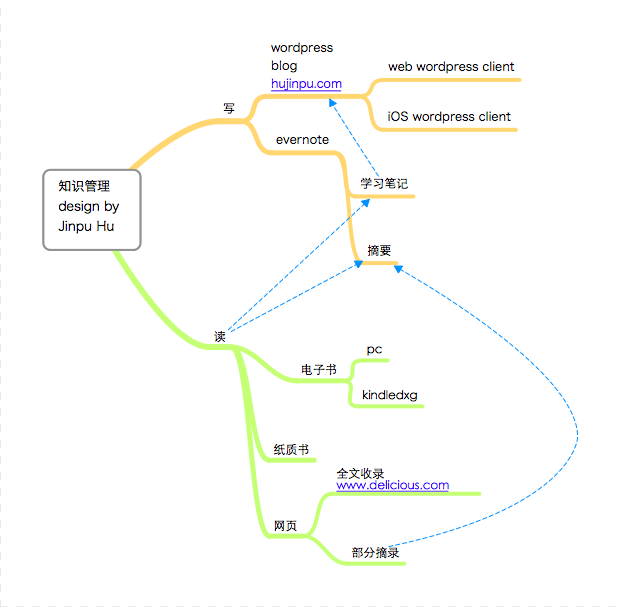 知识管理
design by
Jinpu Hu
写
wordpress
blog
hujinpu.com
web wordpress client
iOS wordpress client
evernote
学习笔记
摘要
读
电子书
pc
kindledxg
纸质书
网页
全文收录
www.delicious.com
部分摘录